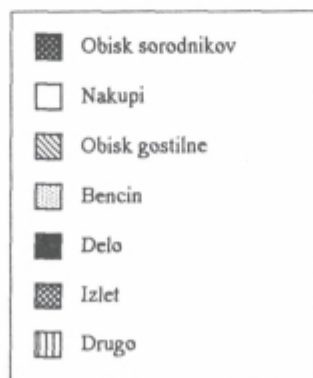 Obisk sorodnikov
Nakupi
Obisk gostilne
Bencin
Delo
Izlet
Drugo